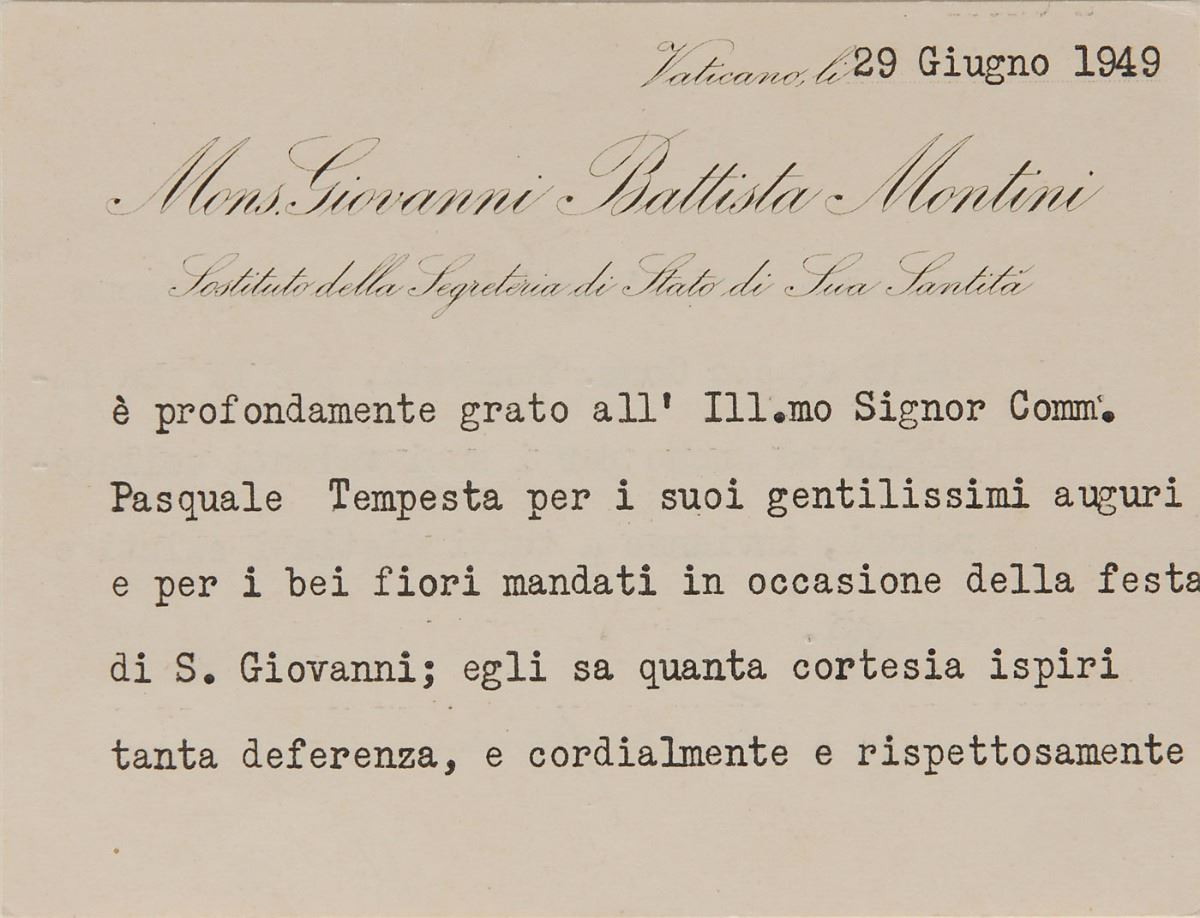 Vaticano, li 29 Giugno 1949
Mons. Giovanni Battista Montini
Sostituto della Segreteria di Stato di Sua Santità
è profondamente grato all' Ill.mo Signor Comm.
Pasquale Tempesta per i suoi gentilissimi auguri
e per i bei fiori mandati in occasione della festa
di S. Giovanni; egli sa quanta cortesia ispiri
tanta deferenza, e cordialmente e rispettosamente